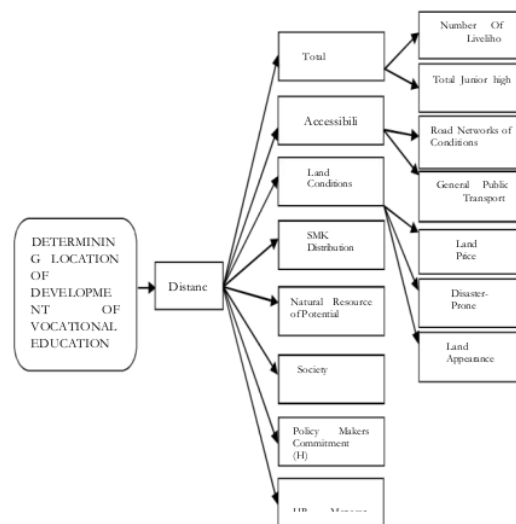 DETERMININ
G LOCATION
OF
DEVELOPME
NT OF
VOCATIONAL
EDUCATION
Distanc
Total
Accessibili
Land
Conditions
SMK
Distribution
Natural Resource
of Potential
Society
Policy Makers
Commitment
(H)
Number Of
Liveliho
Total Junior high
Road Networks of
Conditions
General Public
Transport
Land
Price
Disaster-
Prone
Land
Appearance